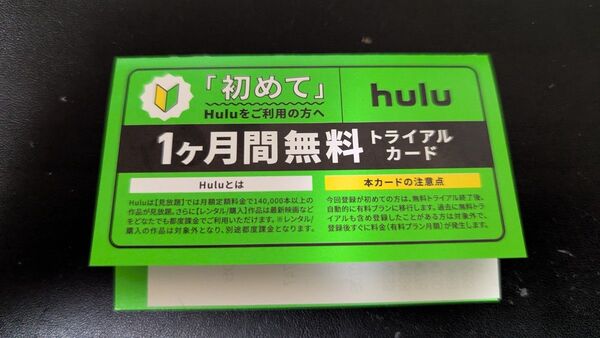 「初めて」
Huluをご利用の方へ
hulu
1ヶ月間無料
トライアル
カード
Huluとは
Huluは【見放題】では月額定額料金で140,000本以上の
作品が見放題。さらに【レンタル/購入】作品は最新映画など
をどなたでも都度課金でご利用いただけます。※レンタル/
購入の作品は対象外となり、別途都度課金となります。
本カードの注意点
今回登録が初めての方は、無料トライアル終了後、
自動的に有料プランに移行します。過去に無料トラ
イアルも含め登録したことがある方は対象外で、
登録後すぐに料金(有料プラン月額)が発生します。